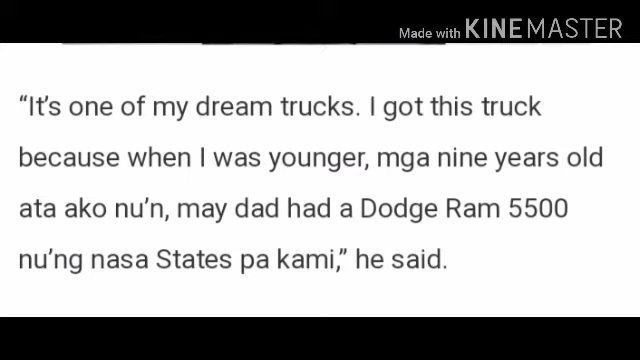 Made with KINEMASTER
“It’s one of my dream trucks. I got this truck
because when I was younger, mga nine years old
ata ako nu’n, may dad had a Dodge Ram 5500
nu’ng nasa States pa kami,” he said.